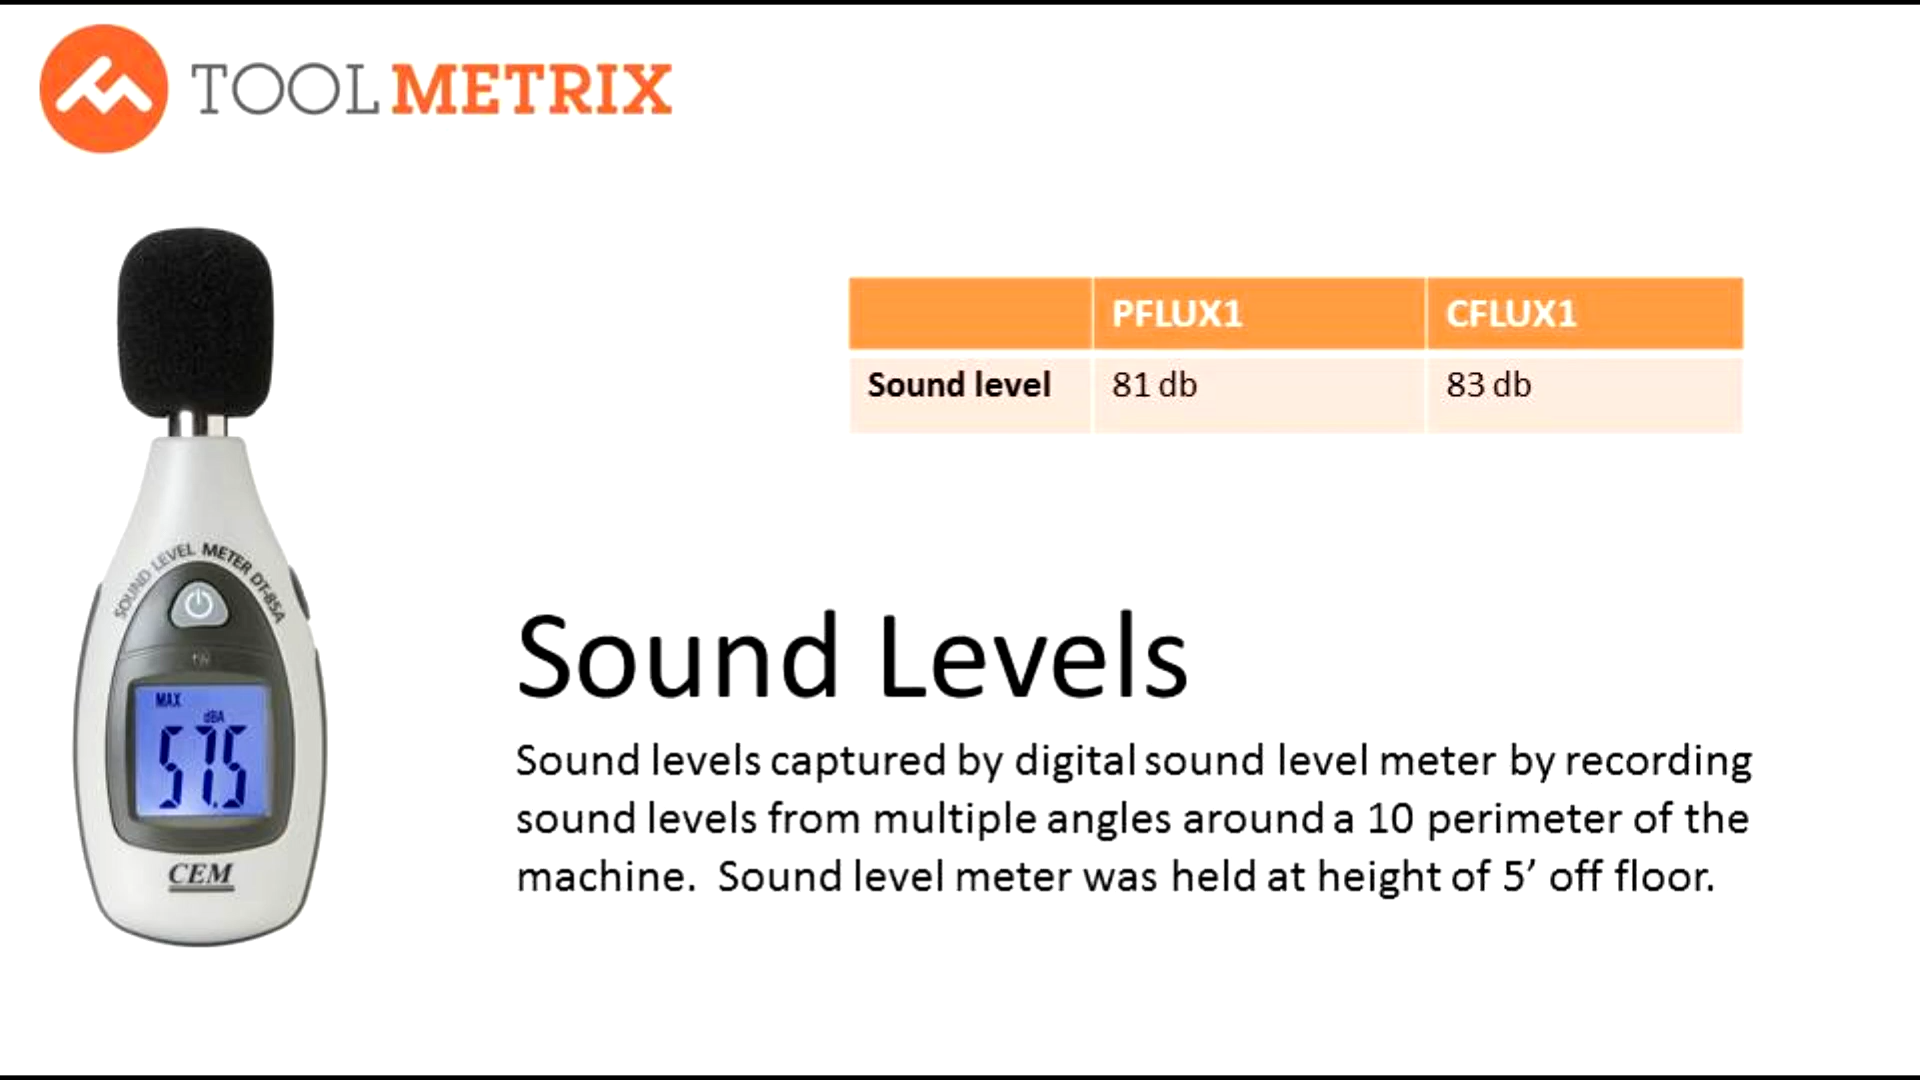 TOOL METRIX
PFLUX1 CFLUX1
Sound level 81 db 83 db
SOUND LEVEL METER DT-85A
MAX
dBA
57.5
CEM
Sound Levels
Sound levels captured by digital sound level meter by recording
sound levels from multiple angles around a 10 perimeter of the
machine. Sound level meter was held at height of 5’ off floor.